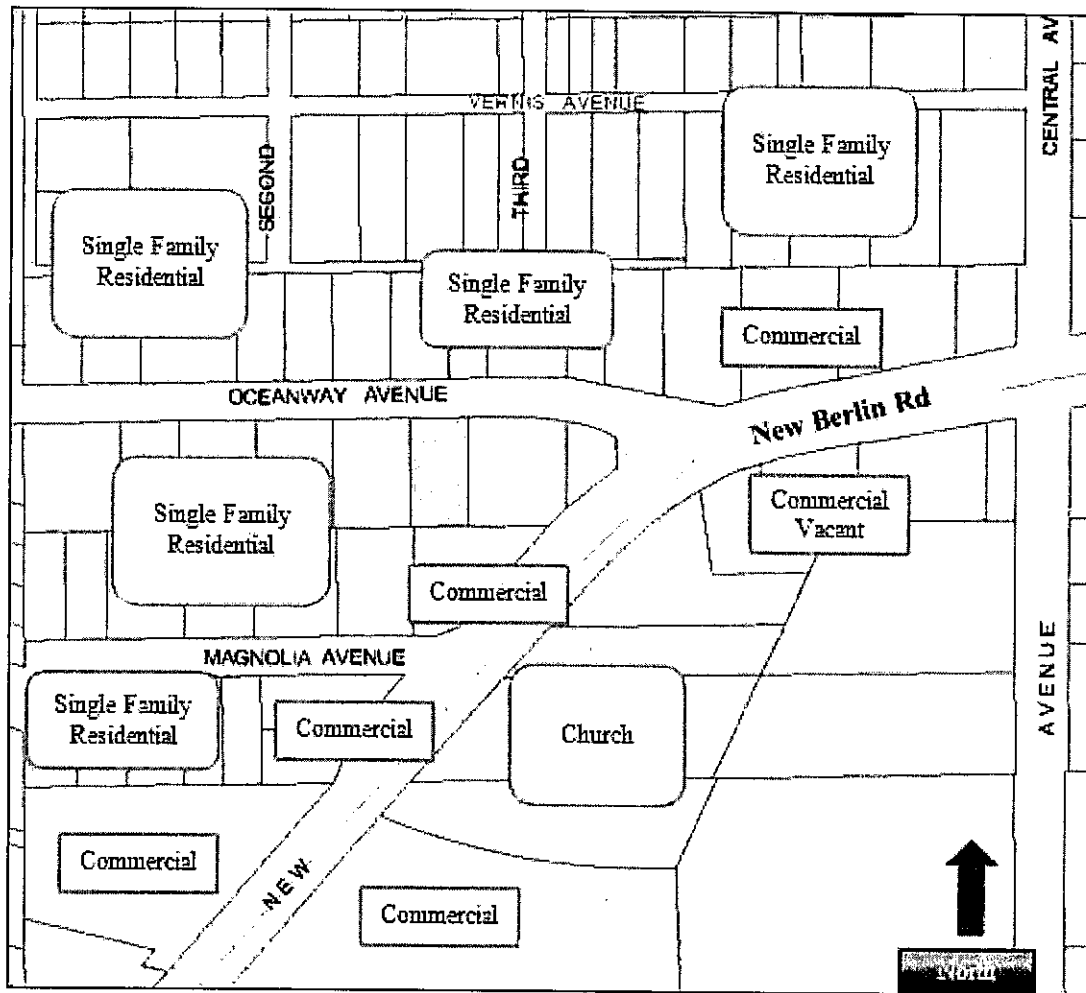 CENTRAL AV
VERNIS AVENUE
Single Family
Residential
SECOND
THIRD
Single Family
Residential
Single Family
Residential
Commercial
OCEANWAY AVENUE
New Berlin Rd
Single Family
Residential
Commercial
Vacant
Commercial
MAGNOLIA AVENUE
AVENUE
Single Family
Residential
Commercial
Church
Commercial
NEW
Commercial
North